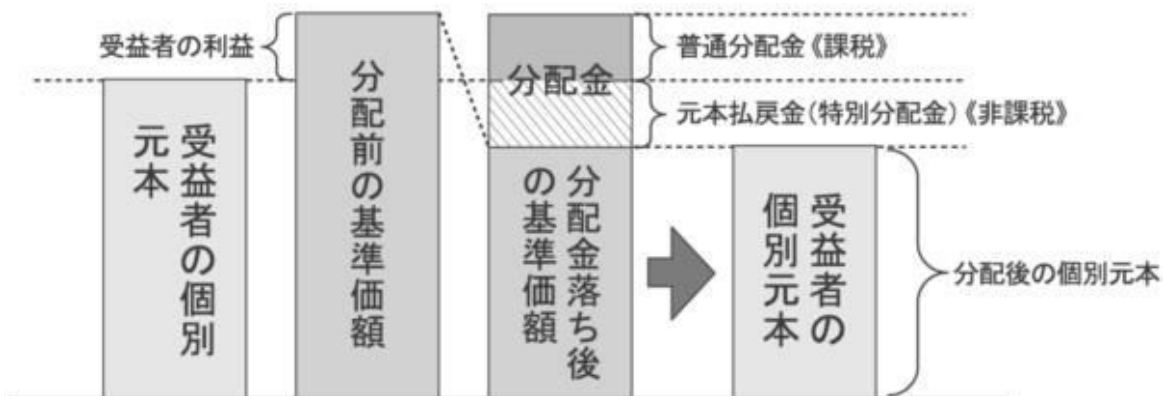 受益者の利益
受益者の個別
元本
分配前の基準価額
分配金
分配金落ち後
の基準価額
普通分配金《課税》
元本払戻金(特別分配金)《非課税》
受益者の
個別元本
分配後の個別元本